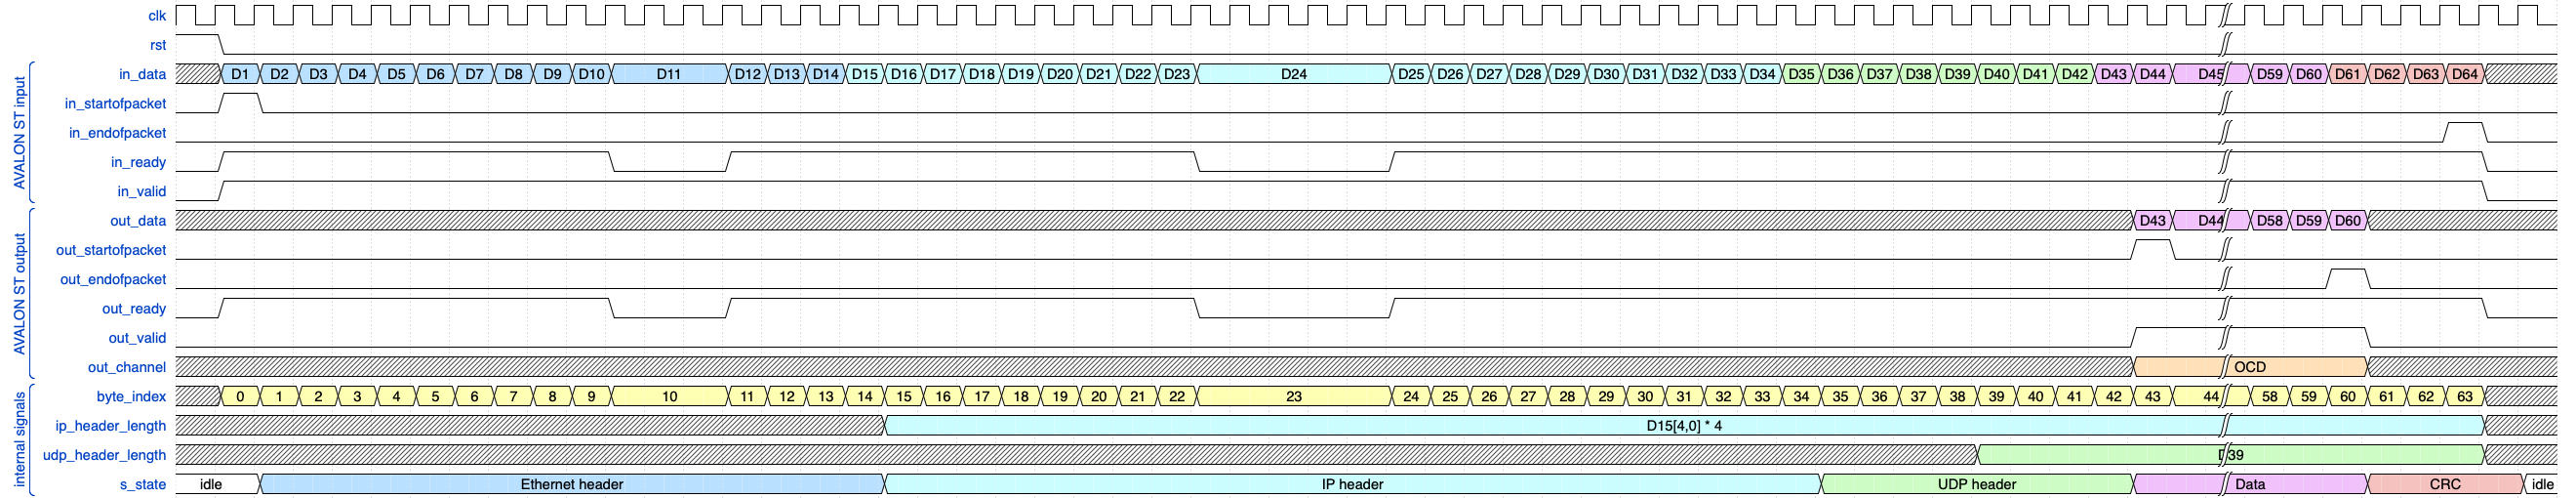 clk
rst
AVALON ST input
in_data D1 D2 D3 D4 D5 D6 D7 D8 D9 D10 D11 D12 D13 D14 D15 D16 D17 D18 D19 D20 D21 D22 D23 D24 D25 D26 D27 D28 D29 D30 D31 D32 D33 D34 D35 D36 D37 D38 D39 D40 D41 D42 D43 D44 D45 D59 D60 D61 D62 D63 D64
in_startofpacket
in_endofpacket
in_ready
in_valid
AVALON ST output
out_data D43 D44 D58 D59 D60
out_startofpacket
out_endofpacket
out_ready
out_valid
out_channel OCD
internal signals
byte_index 0 1 2 3 4 5 6 7 8 9 10 11 12 13 14 15 16 17 18 19 20 21 22 23 24 25 26 27 28 29 30 31 32 33 34 35 36 37 38 39 40 41 42 43 44 58 59 60 61 62 63
ip_header_length D15[4,0] * 4
udp_header_length D39
s_state idle Ethernet header IP header UDP header Data CRC idle